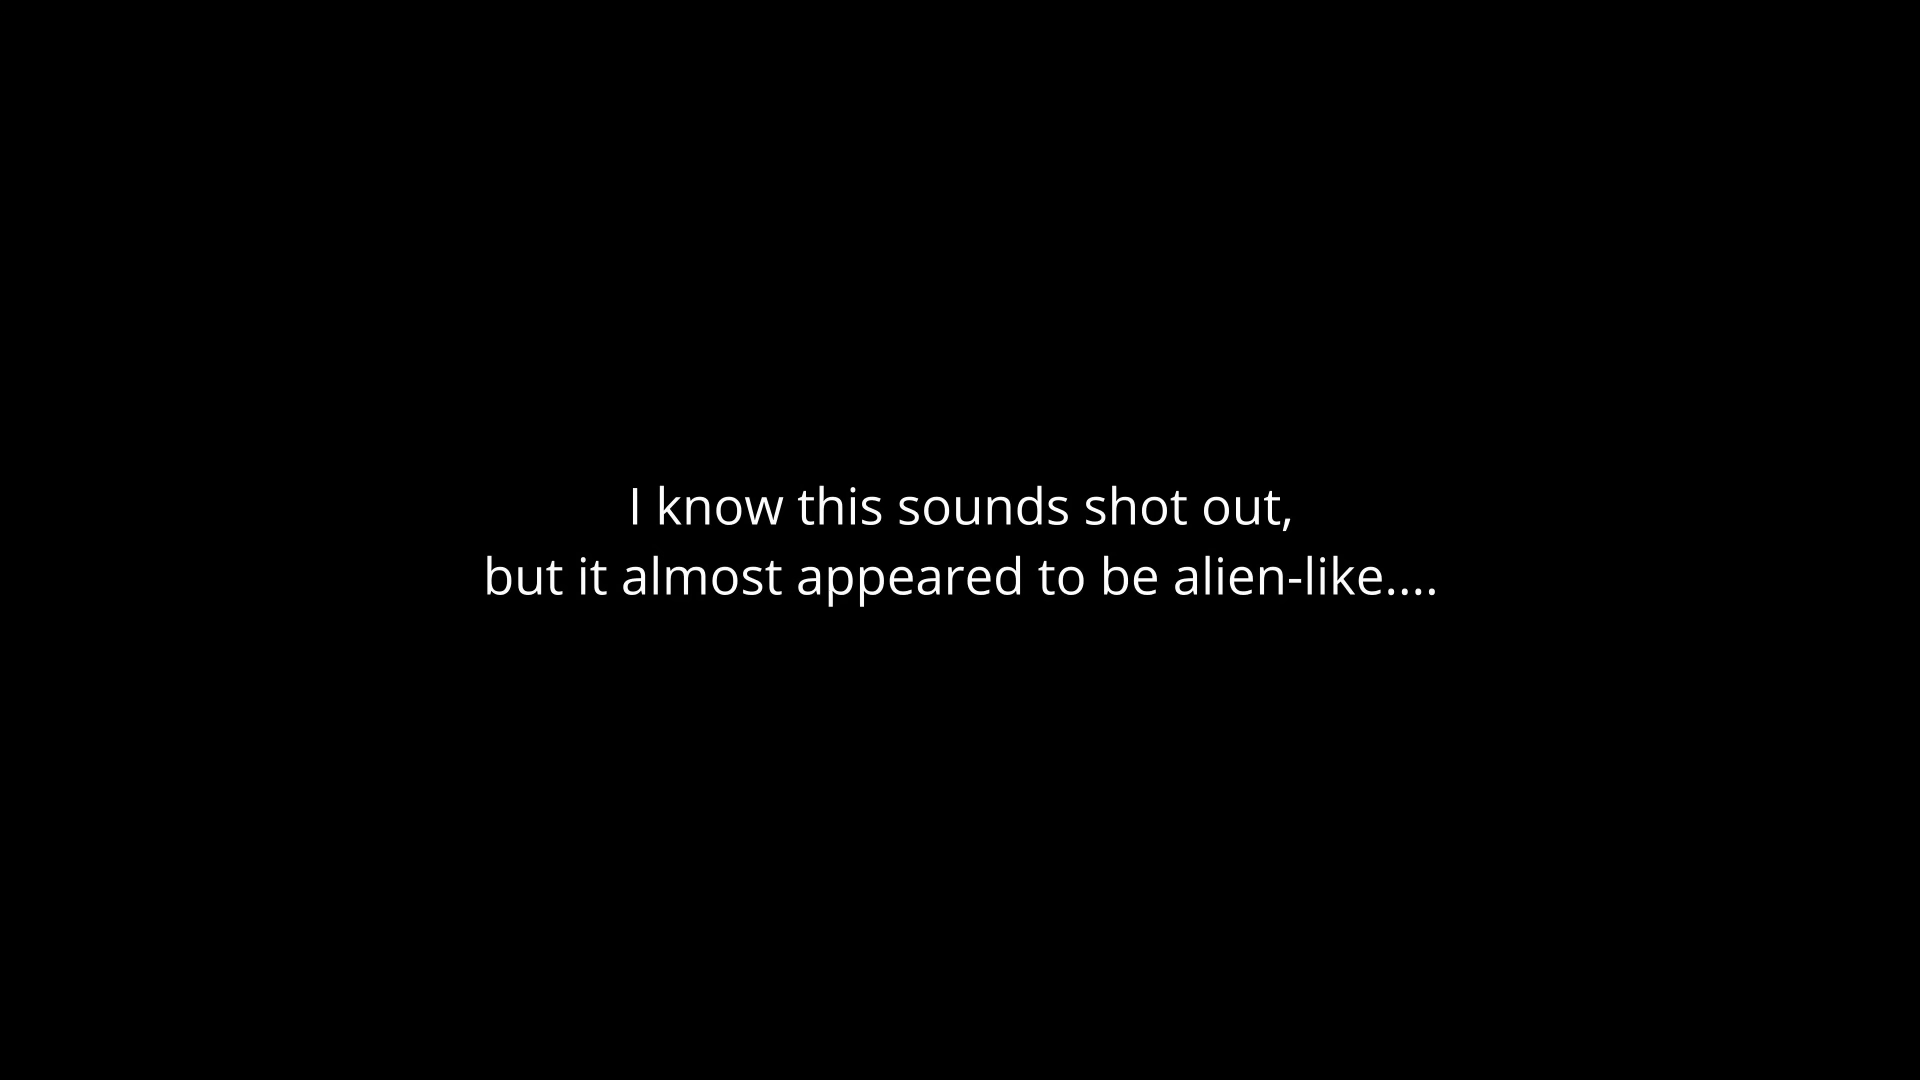 I know this sounds shot out,
but it almost appeared to be alien-like....